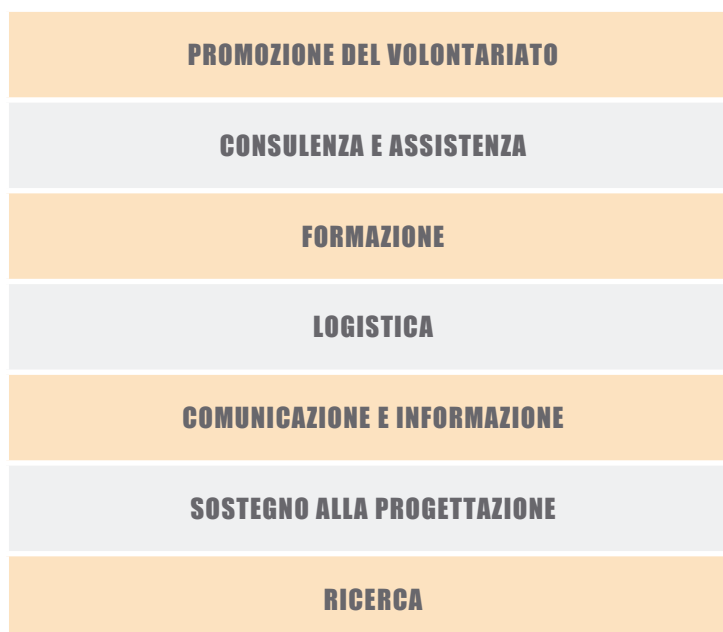 PROMOZIONE DEL VOLONTARIATO
CONSULENZA E ASSISTENZA
FORMAZIONE
LOGISTICA
COMUNICAZIONE E INFORMAZIONE
SOSTEGNO ALLA PROGETTAZIONE
RICERCA